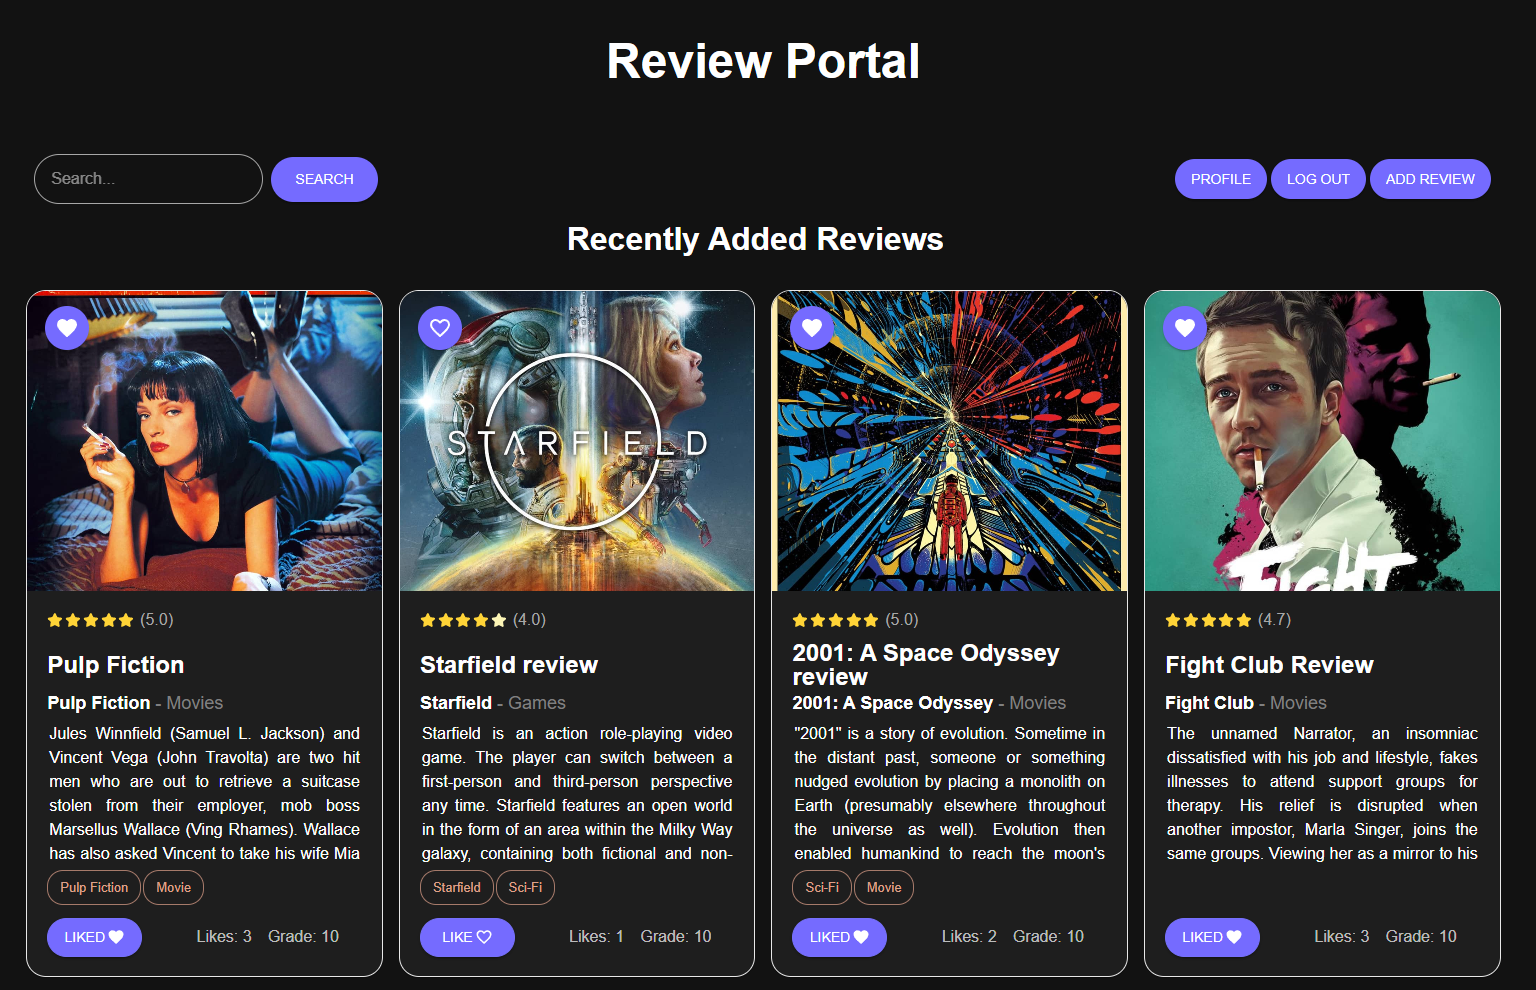 Review Portal
Search...
SEARCH
PROFILE
LOG OUT
ADD REVIEW
Recently Added Reviews
STARFIELD
FIGHT
(5.0)
Pulp Fiction
Pulp Fiction - Movies
Jules Winnfield (Samuel L. Jackson) and
Vincent Vega (John Travolta) are two hit
men who are out to retrieve a suitcase
stolen from their employer, mob boss
Marsellus Wallace (Ving Rhames). Wallace
has also asked Vincent to take his wife Mia
Pulp Fiction
Movie
LIKED
Likes: 3
Grade: 10
(4.0)
Starfield review
Starfield - Games
Starfield is an action role-playing video
game. The player can switch between a
first-person and third-person perspective
any time. Starfield features an open world
in the form of an area within the Milky Way
galaxy, containing both fictional and non-
Starfield
Sci-Fi
LIKE
Likes: 1
Grade: 10
(5.0)
2001: A Space Odyssey
review
2001: A Space Odyssey - Movies
"2001" is a story of evolution. Sometime in
the distant past, someone or something
nudged evolution by placing a monolith on
Earth (presumably elsewhere throughout
the universe as well). Evolution then
enabled humankind to reach the moon's
Sci-Fi
Movie
LIKED
Likes: 2
Grade: 10
(4.7)
Fight Club Review
Fight Club - Movies
The unnamed Narrator, an insomniac
dissatisfied with his job and lifestyle, fakes
illnesses to attend support groups for
therapy. His relief is disrupted when
another impostor, Marla Singer, joins the
same groups. Viewing her as a mirror to his
LIKED
Likes: 3
Grade: 10